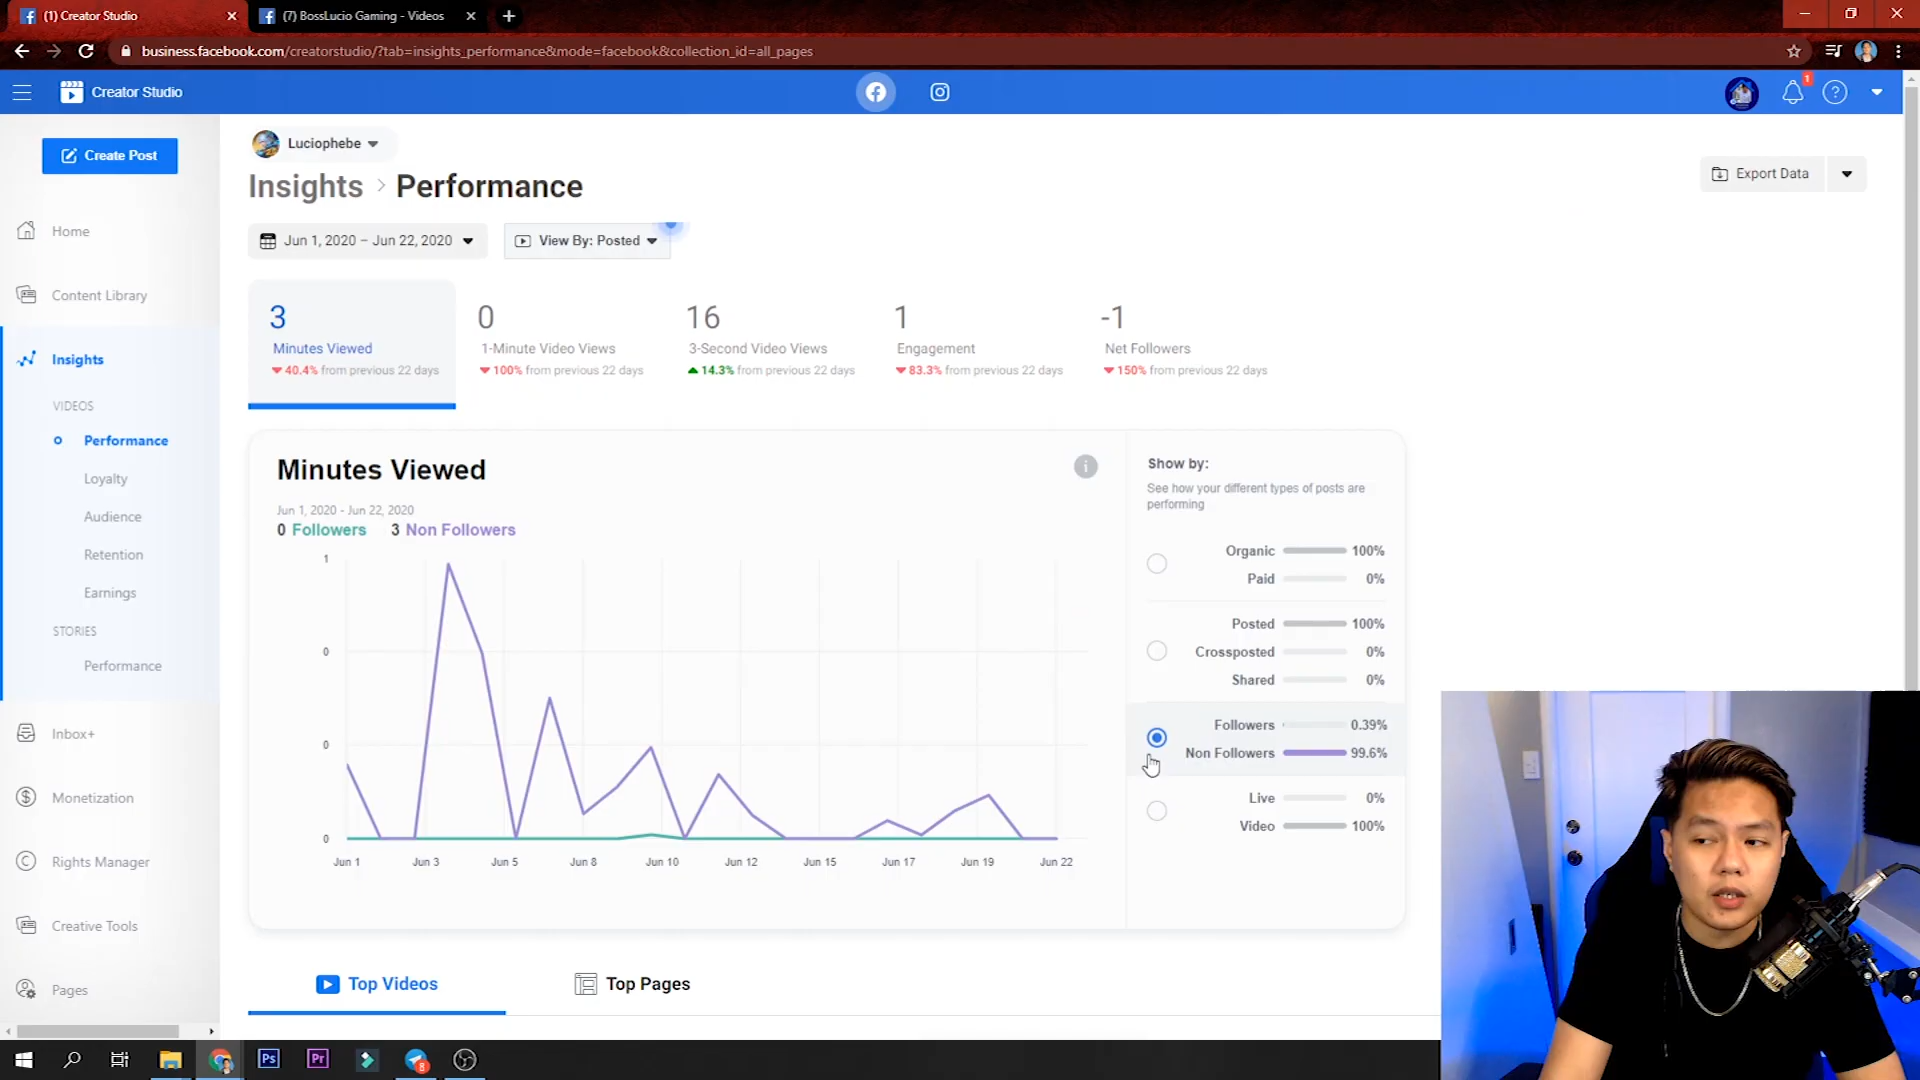 (1) Creator Studio
(7) BossLucio Gaming - Videos
business.facebook.com/creatorstudio/?tab=insights_performance&mode=facebook&collection_id=all_pages
Creator Studio
1
Create Post
Home
Content Library
Insights
VIDEOS
Performance
Loyalty
Audience
Retention
Earnings
STORIES
Performance
Inbox+
Monetization
Rights Manager
Creative Tools
Pages
Luciophebe
Insights > Performance
Export Data
Jun 1, 2020 – Jun 22, 2020
View By: Posted
3
Minutes Viewed
40.4% from previous 22 days
0
1-Minute Video Views
100% from previous 22 days
16
3-Second Video Views
14.3% from previous 22 days
1
Engagement
83.3% from previous 22 days
-1
Net Followers
150% from previous 22 days
Minutes Viewed
Jun 1, 2020 - Jun 22, 2020
0 Followers 3 Non Followers
1
0
0
0
Jun 1 Jun 3 Jun 5 Jun 8 Jun 10 Jun 12 Jun 15 Jun 17 Jun 19 Jun 22
Show by:
See how your different types of posts are
performing
Organic 100%
Paid 0%
Posted 100%
Crossposted 0%
Shared 0%
Followers 0.39%
Non Followers 99.6%
Live 0%
Video 100%
Top Videos
Top Pages
Ps
Pr
8